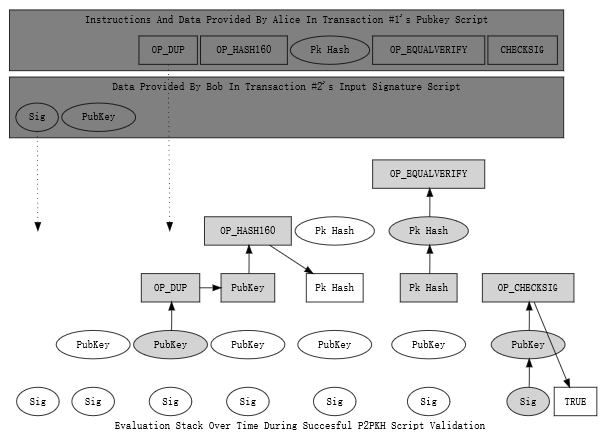 Instructions And Data Provided By Alice In Transaction #1's Pubkey Script
OP_DUP OP_HASH160 Pk Hash OP_EQUALVERIFY CHECKSIG
Data Provided By Bob In Transaction #2's Input Signature Script
Sig PubKey
OP_EQUALVERIFY
OP_HASH160 Pk Hash Pk Hash
OP_DUP PubKey Pk Hash Pk Hash OP_CHECKSIG
PubKey PubKey PubKey PubKey PubKey PubKey
Sig Sig Sig Sig Sig Sig Sig TRUE
Evaluation Stack Over Time During Succesful P2PKH Script Validation